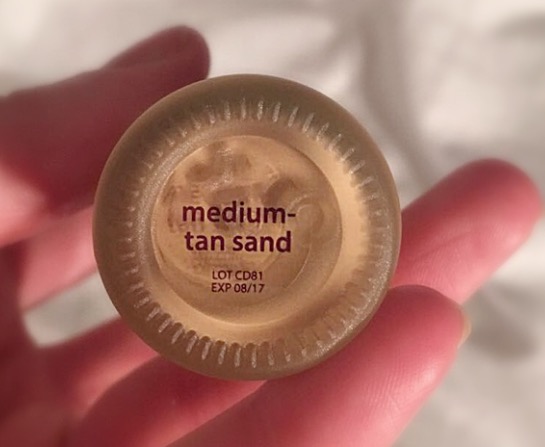 medium-
tan sand
LOT CD81
EXP 08/17